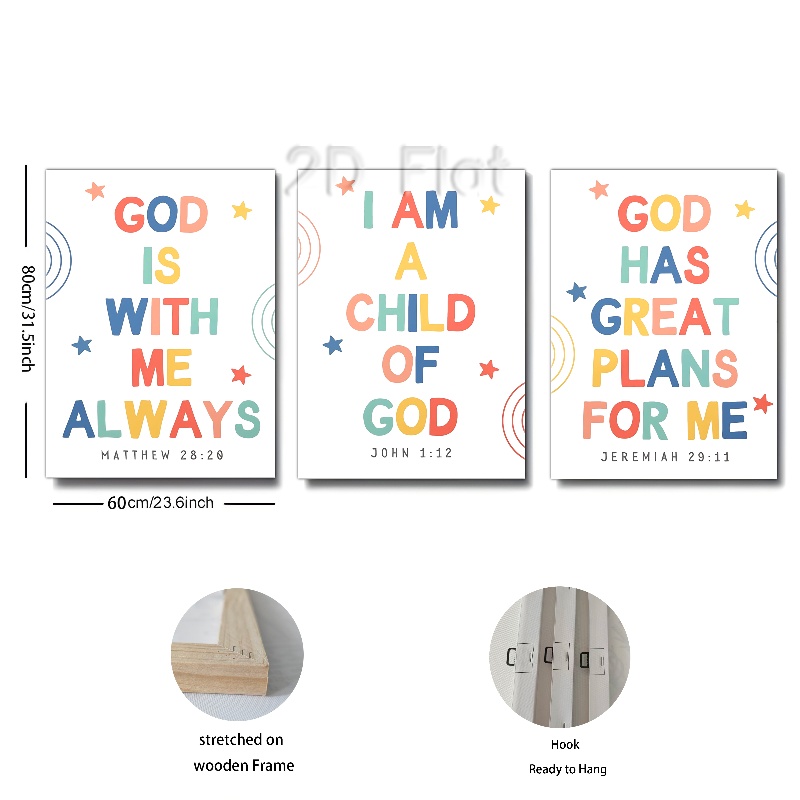 2D Flat
GOD
IS
WITH
ME
ALWAYS
MATTHEW 28:20
I AM
A
CHILD
OF
GOD
JOHN 1:12
GOD
HAS
GREAT
PLANS
FOR ME
JEREMIAH 29:11
80cm/31.5inch
60cm/23.6inch
stretched on
wooden Frame
Hook
Ready to Hang